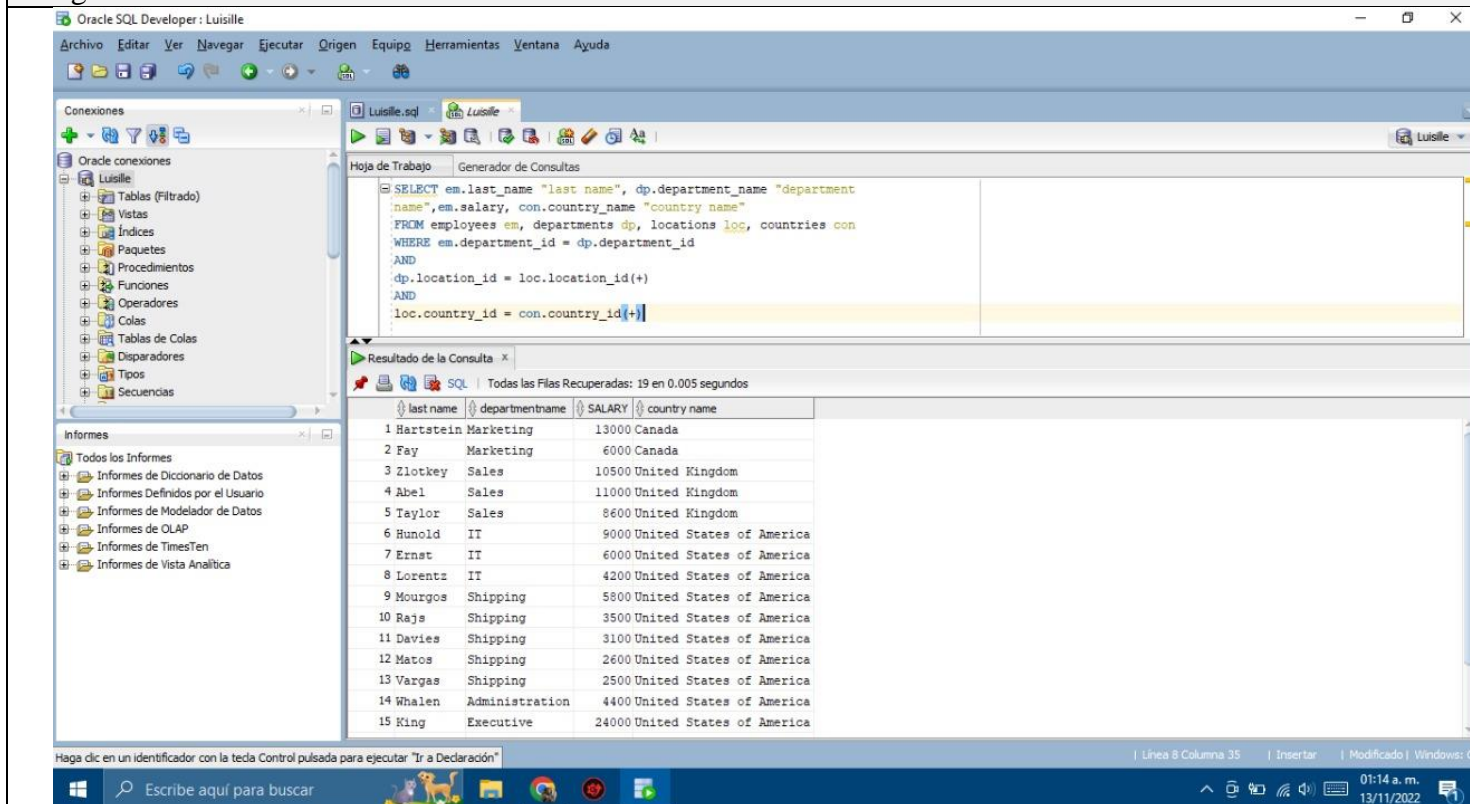 Oracle SQL Developer : Luisille
Archivo Editar Ver Navegar Ejecutar Origen Equipo Herramientas Ventana Ayuda
Conexiones
Oracle conexiones
Luisille
Tablas (Filtrado)
Vistas
Índices
Paquetes
Procedimientos
Funciones
Operadores
Colas
Tablas de Colas
Disparadores
Tipos
Secuencias
Informes
Todos los Informes
Informes de Diccionario de Datos
Informes Definidos por el Usuario
Informes de Modelador de Datos
Informes de OLAP
Informes de TimesTen
Informes de Vista Analítica
Luisille.sql Luisille
Luisille
Hoja de Trabajo Generador de Consultas
SELECT em.last_name "last name", dp.department_name "department
name",em.salary, con.country_name "country name"
FROM employees em, departments dp, locations loc, countries con
WHERE em.department_id = dp.department_id
AND
dp.location_id = loc.location_id(+)
AND
loc.country_id = con.country_id(+)
Resultado de la Consulta
SQL | Todas las Filas Recuperadas: 19 en 0.005 segundos
last name departmentname SALARY country name
1 Hartstein Marketing 13000 Canada
2 Fay Marketing 6000 Canada
3 Zlotkey Sales 10500 United Kingdom
4 Abel Sales 11000 United Kingdom
5 Taylor Sales 8600 United Kingdom
6 Hunold IT 9000 United States of America
7 Ernst IT 6000 United States of America
8 Lorentz IT 4200 United States of America
9 Mourgos Shipping 5800 United States of America
10 Rajs Shipping 3500 United States of America
11 Davies Shipping 3100 United States of America
12 Matos Shipping 2600 United States of America
13 Vargas Shipping 2500 United States of America
14 Whalen Administration 4400 United States of America
15 King Executive 24000 United States of America
Haga clic en un identificador con la tecla Control pulsada para ejecutar "Ir a Declaración"
| Línea 8 Columna 35 | Insertar | Modificado | Windows:
Escribe aquí para buscar
01:14 a. m.
13/11/2022